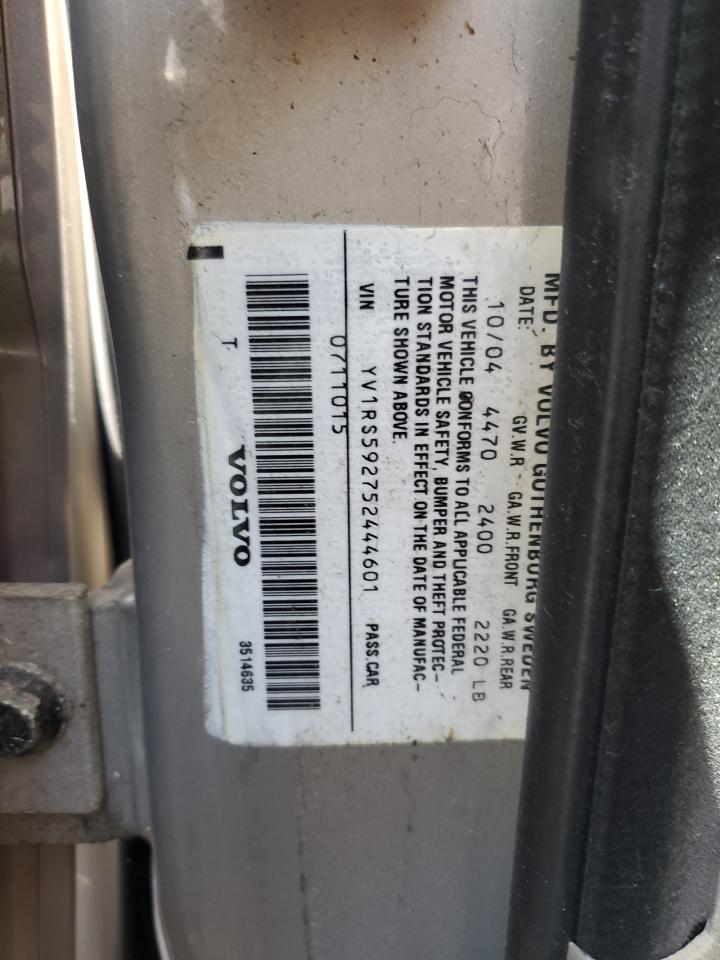 MFD. BY VOLVO GOTHENBURG SWEDEN
DATE: GV.W.R - GA.W.R.FRONT GA.W.R.REAR
10/04 4470 2400 2220 LB
THIS VEHICLE CONFORMS TO ALL APPLICABLE FEDERAL
MOTOR VEHICLE SAFETY, BUMPER AND THEFT PROTEC-
TION STANDARDS IN EFFECT ON THE DATE OF MANUFAC-
TURE SHOWN ABOVE.
VIN YV1RS592752444601 PASS.CAR
0711015
T. VOLVO 3514635